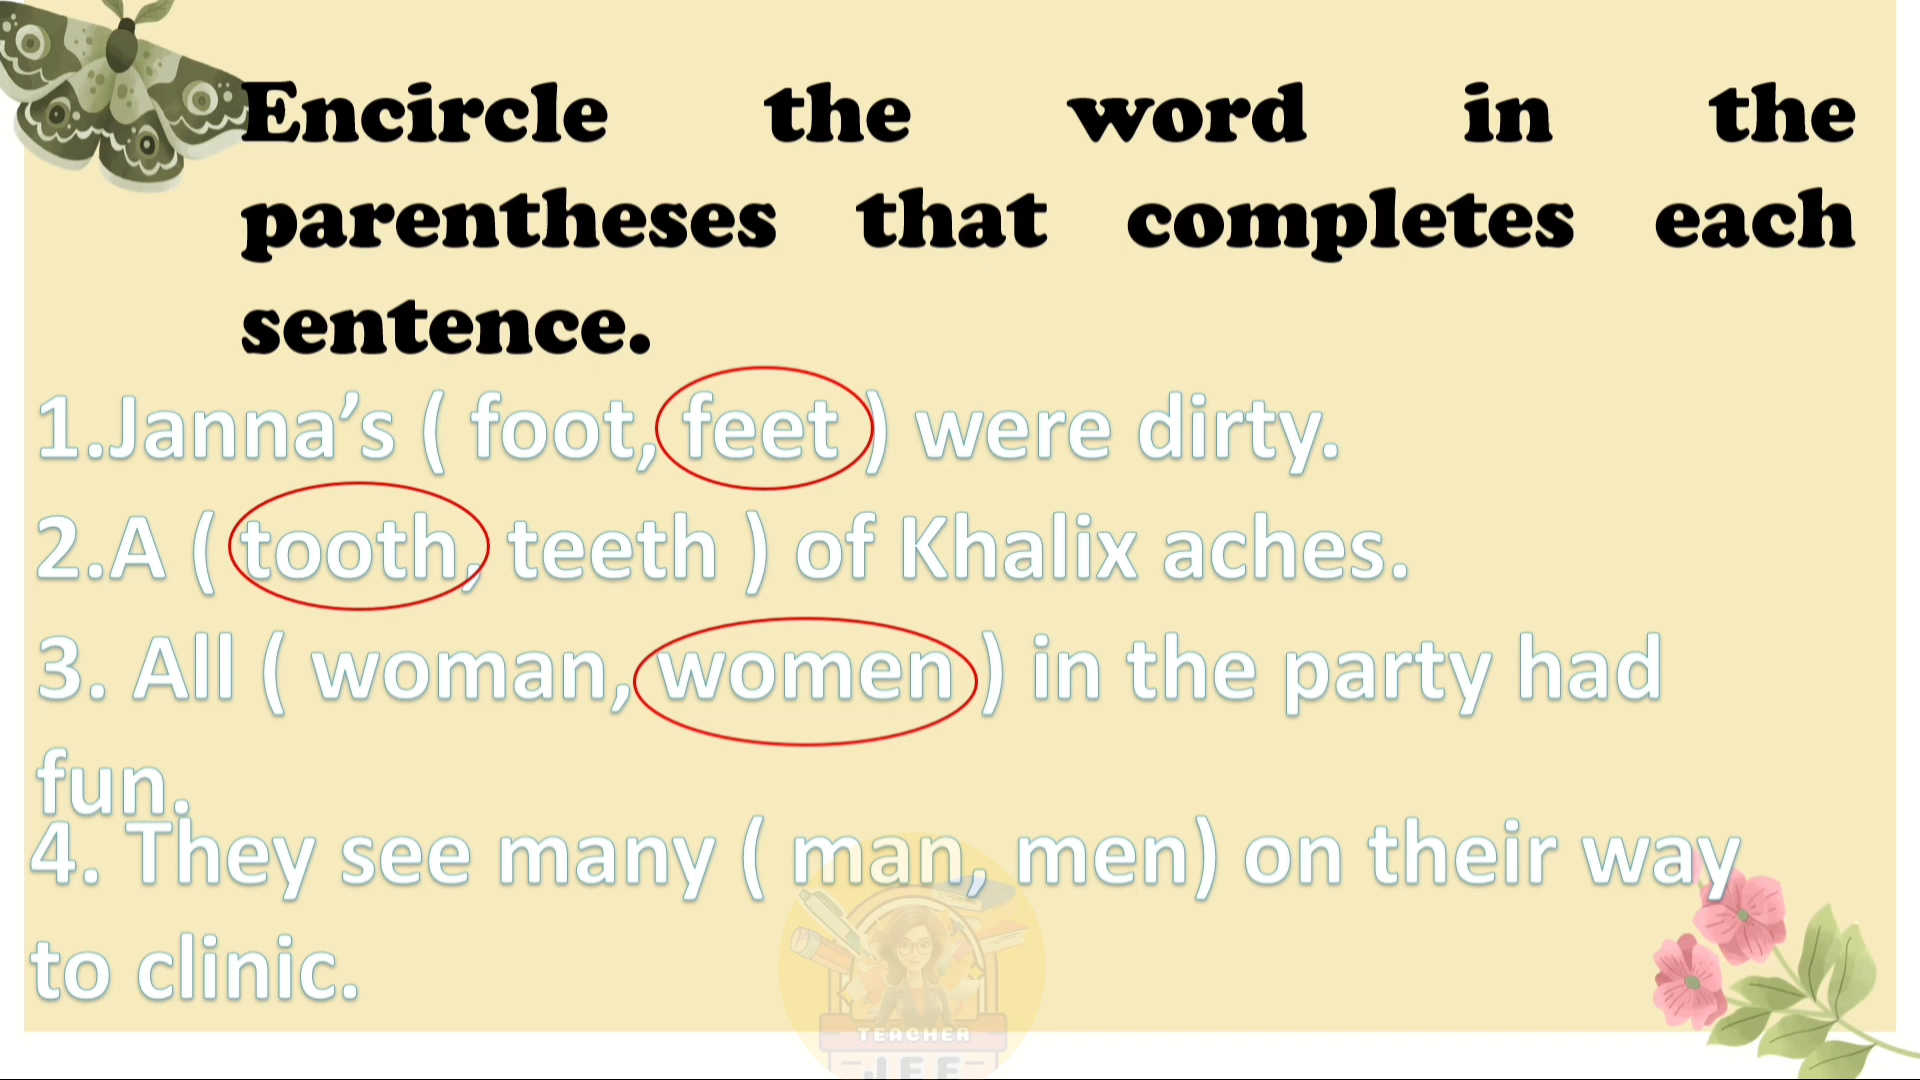 Encircle the word in the
parentheses that completes each
sentence.
1.Janna’s ( foot, feet ) were dirty.
2.A ( tooth, teeth ) of Khalix aches.
3. All ( woman, women ) in the party had
fun.
4. They see many ( man, men) on their way
to clinic.
TEACHER
JEE